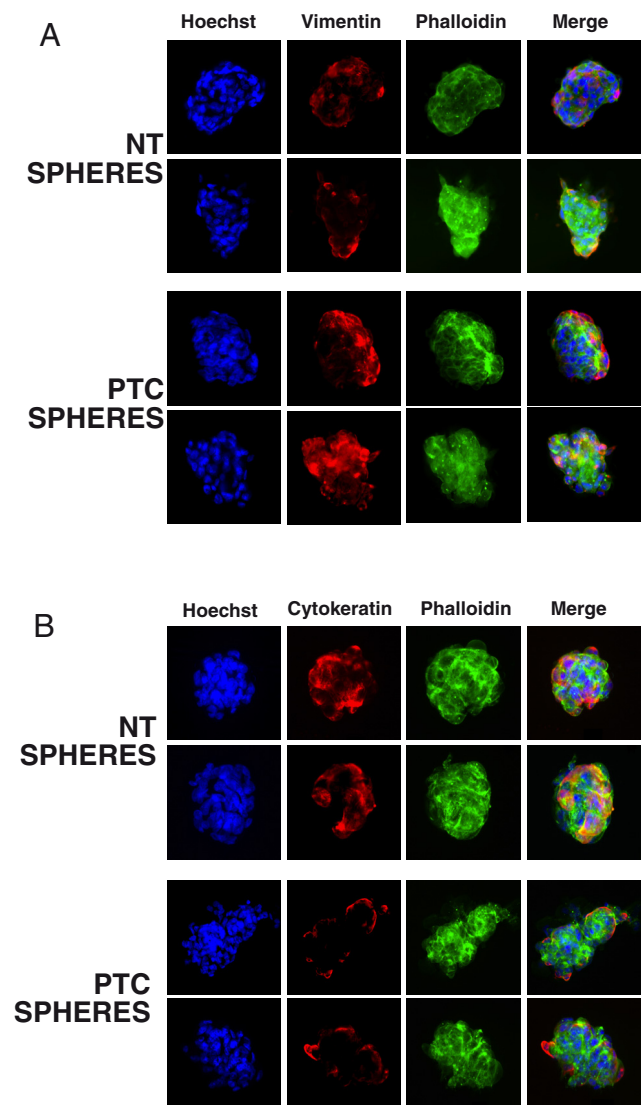 A
Hoechst Vimentin Phalloidin Merge
NT
SPHERES
PTC
SPHERES
B
Hoechst Cytokeratin Phalloidin Merge
NT
SPHERES
PTC
SPHERES